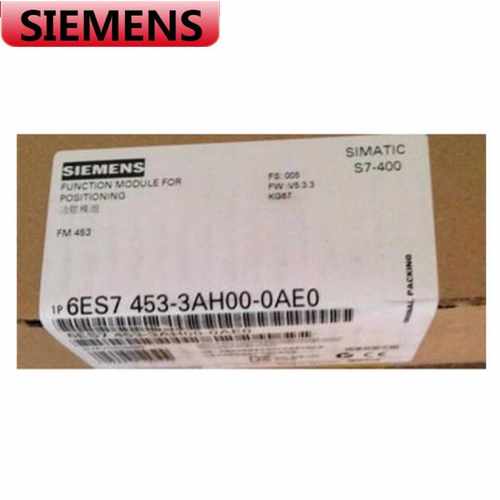 SIEMENS
SIEMENS
FUNCTION MODULE FOR
POSITIONING
FM 453
FS: 005
FW :V5.3.3
KG67
SIMATIC
S7-400
1P 6ES7 453-3AH00-0AE0